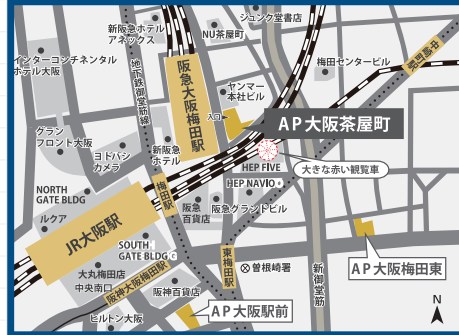 ジュンク堂書店
新阪急ホテル
アネックス
NU茶屋町
インターコンチネンタル
ホテル大阪
地下鉄御堂筋線
阪急大阪梅田駅
ヤンマー
本社ビル
梅田センタービル
中崎町駅
入口
AP大阪茶屋町
グラン
フロント大阪
ヨドバシ
カメラ
新阪急
ホテル
HEP FIVE
大きな赤い観覧車
NORTH
GATE BLDG
梅田駅
HEP NAVIO
ルクア
阪急
百貨店
阪急グランドビル
JR大阪駅
SOUTH
GATE BLDG
東梅田駅
曽根崎署
新御堂筋
AP大阪梅田東
大丸梅田店
中央南口
阪神大阪梅田駅
阪神百貨店
AP大阪駅前
ヒルトン大阪
N